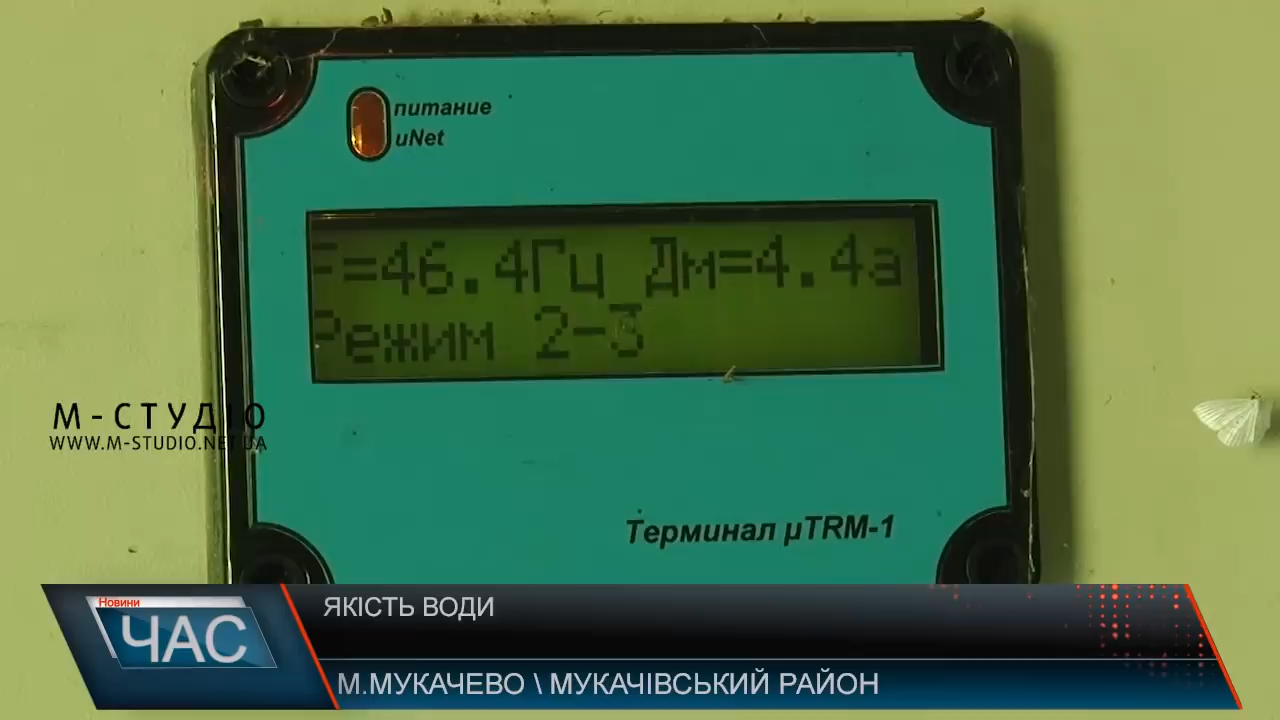 питание
uNet
F=46.4Гц Дм=4.4а
Режим 2-3
М-СТУДІО
WWW.M-STUDIO.NET.UA
Терминал µTRM-1
Новини
ЧАС
ЯКІСТЬ ВОДИ
М.МУКАЧЕВО \ МУКАЧІВСЬКИЙ РАЙОН